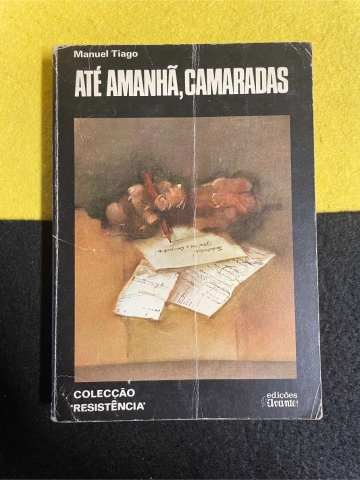 Manuel Tiago
ATÉ AMANHÃ, CAMARADAS
COLECÇÃO
'RESISTÊNCIA'
edições
Avante!